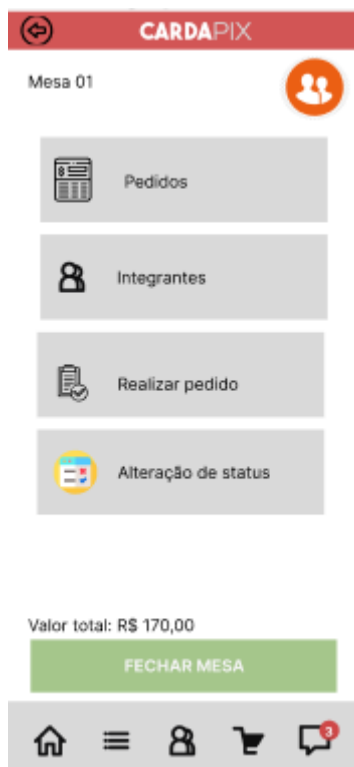 CARDAPIX
Mesa 01
Pedidos
Integrantes
Realizar pedido
Alteração de status
Valor total: R$ 170,00
FECHAR MESA
3